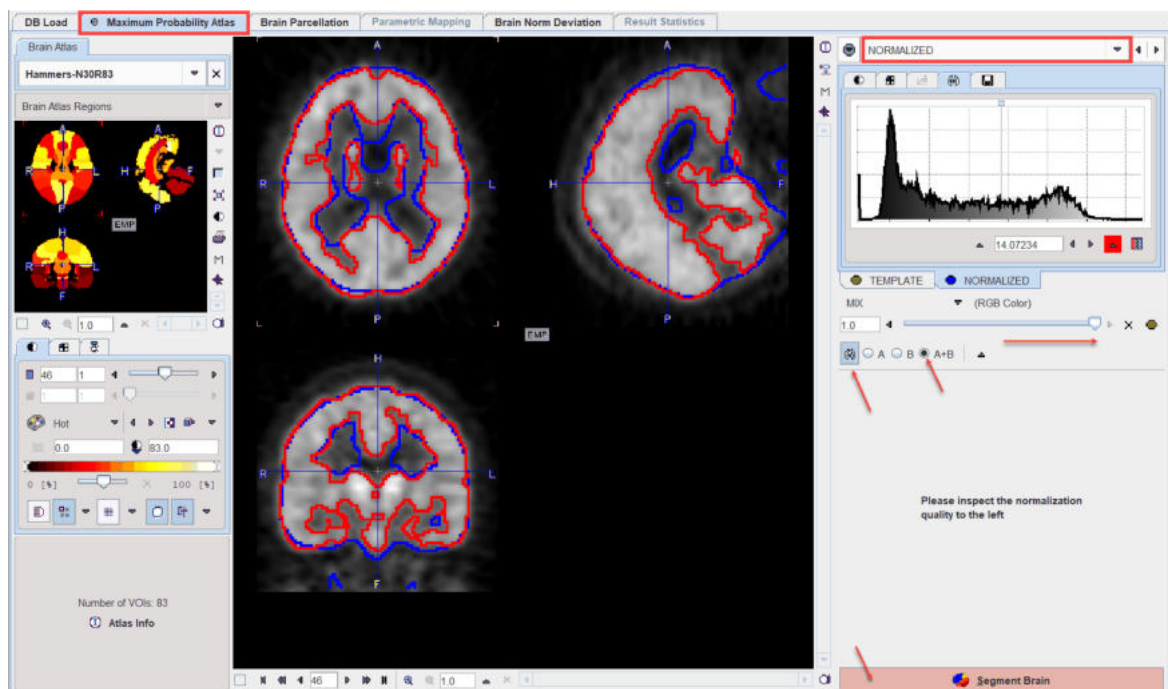 DB Load
Maximum Probability Atlas
Brain Parcellation
Parametric Mapping
Brain Norm Deviation
Result Statistics
Brain Atlas
Hammers-N30R83
Brain Atlas Regions
A
R
L
P
A
H
F
P
H
R
L
F
EMP
M
1.0
46
1
1
1
Hot
0.0
83.0
0 [%]
100 [%]
Number of VOIs: 83
Atlas Info
A
R
L
P
A
H
F
P
EMP
H
R
L
F
46
1.0
M
NORMALIZED
14.07234
TEMPLATE
NORMALIZED
MIX
(RGB Color)
1.0
A
B
A+B
Please inspect the normalization
quality to the left
Segment Brain